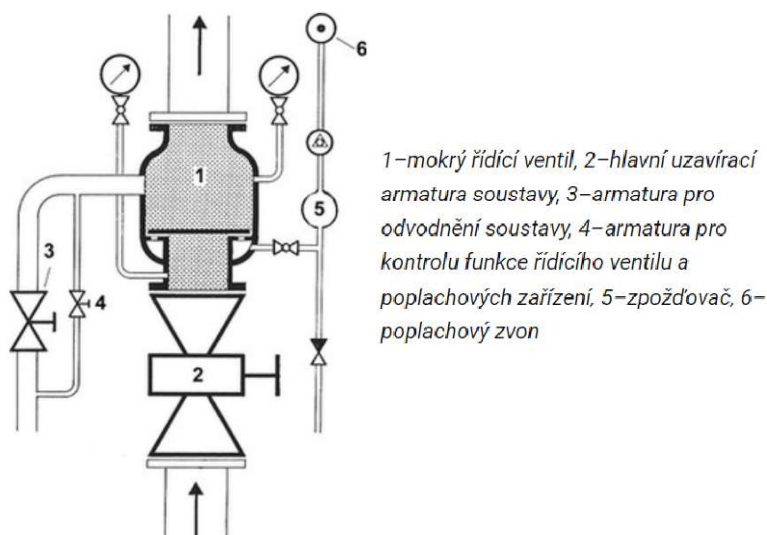 6
1
5
3
4
2
1–mokrý řídící ventil, 2–hlavní uzavírací
armatura soustavy, 3–armatura pro
odvodnění soustavy, 4–armatura pro
kontrolu funkce řídícího ventilu a
poplachových zařízení, 5–zpožďovač, 6–
poplachový zvon